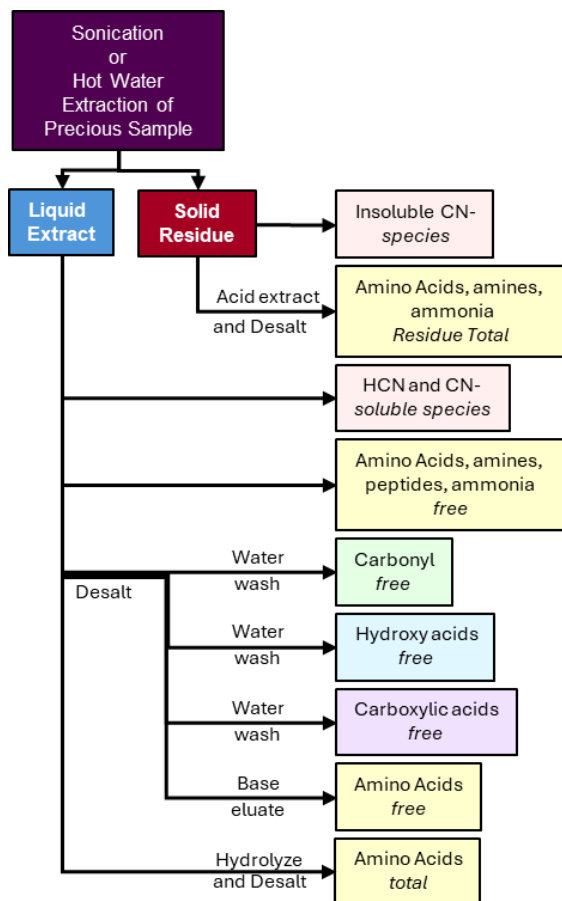 Sonication
or
Hot Water
Extraction of
Precious Sample
Liquid
Extract
Solid
Residue
Insoluble CN-
species
Acid extract
and Desalt
Amino Acids, amines,
ammonia
Residue Total
HCN and CN-
soluble species
Amino Acids, amines,
peptides, ammonia
free
Water
wash
Carbonyl
free
Desalt
Water
wash
Hydroxy acids
free
Water
wash
Carboxylic acids
free
Base
eluate
Amino Acids
free
Hydrolyze
and Desalt
Amino Acids
total